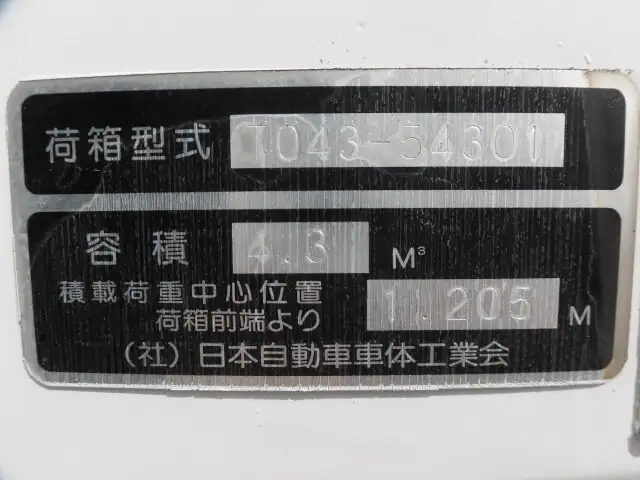 荷箱型式 T043-54301
容積 4.3 M³
積載荷重中心位置
荷箱前端より 1.205 M
（社）日本自動車車体工業会